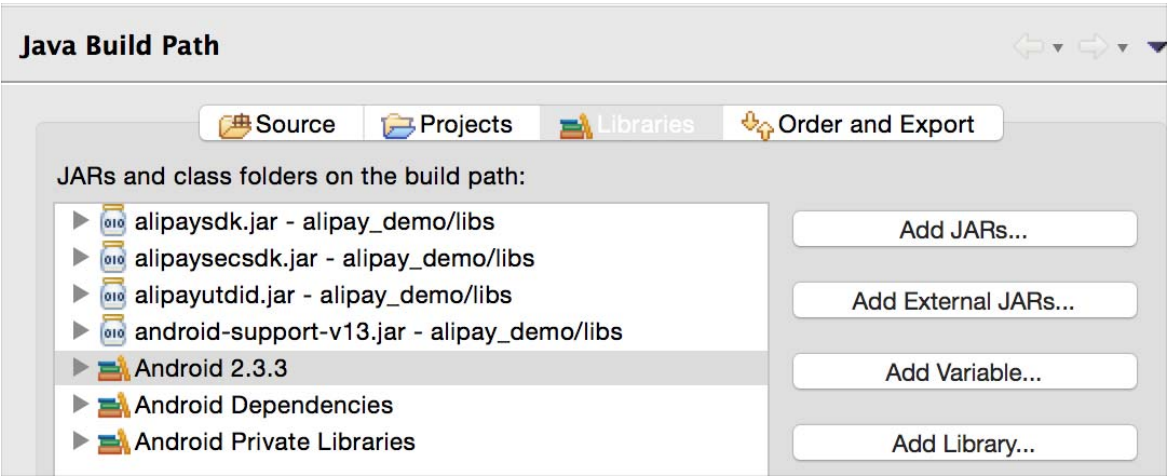 Java Build Path
Source Projects Libraries Order and Export
JARs and class folders on the build path:
alipaysdk.jar - alipay_demo/libs
alipaysecsdk.jar - alipay_demo/libs
alipayutdid.jar - alipay_demo/libs
android-support-v13.jar - alipay_demo/libs
Android 2.3.3
Android Dependencies
Android Private Libraries
Add JARs...
Add External JARs...
Add Variable...
Add Library...